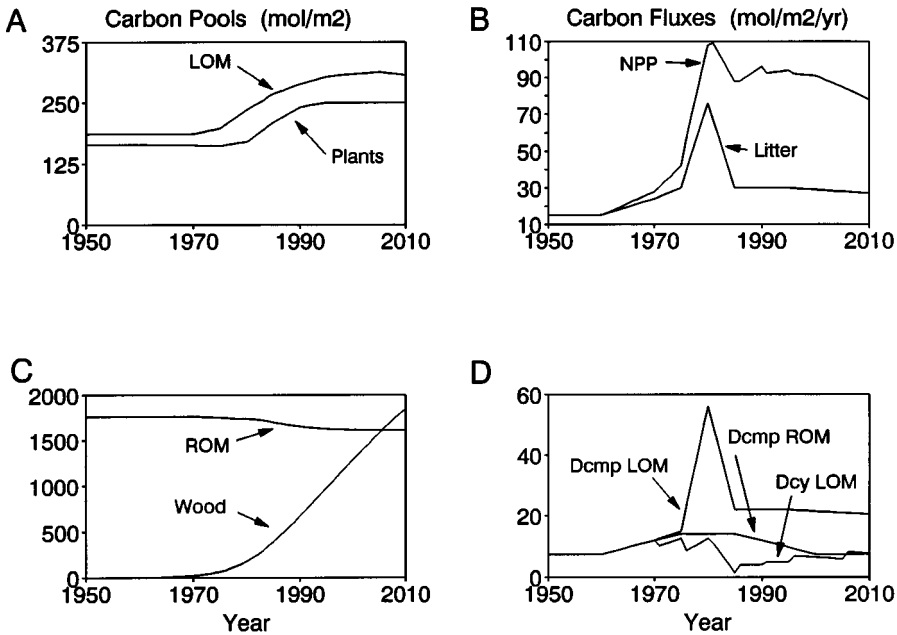 A Carbon Pools (mol/m2)
375
250
125
0
LOM
Plants
1950 1970 1990 2010
B Carbon Fluxes (mol/m2/yr)
110
90
70
50
30
10
NPP
Litter
1950 1970 1990 2010
C
2000
1500
1000
500
0
ROM
Wood
1950 1970 1990 2010
Year
D
60
40
20
0
Dcmp ROM
Dcmp LOM
Dcy LOM
1950 1970 1990 2010
Year